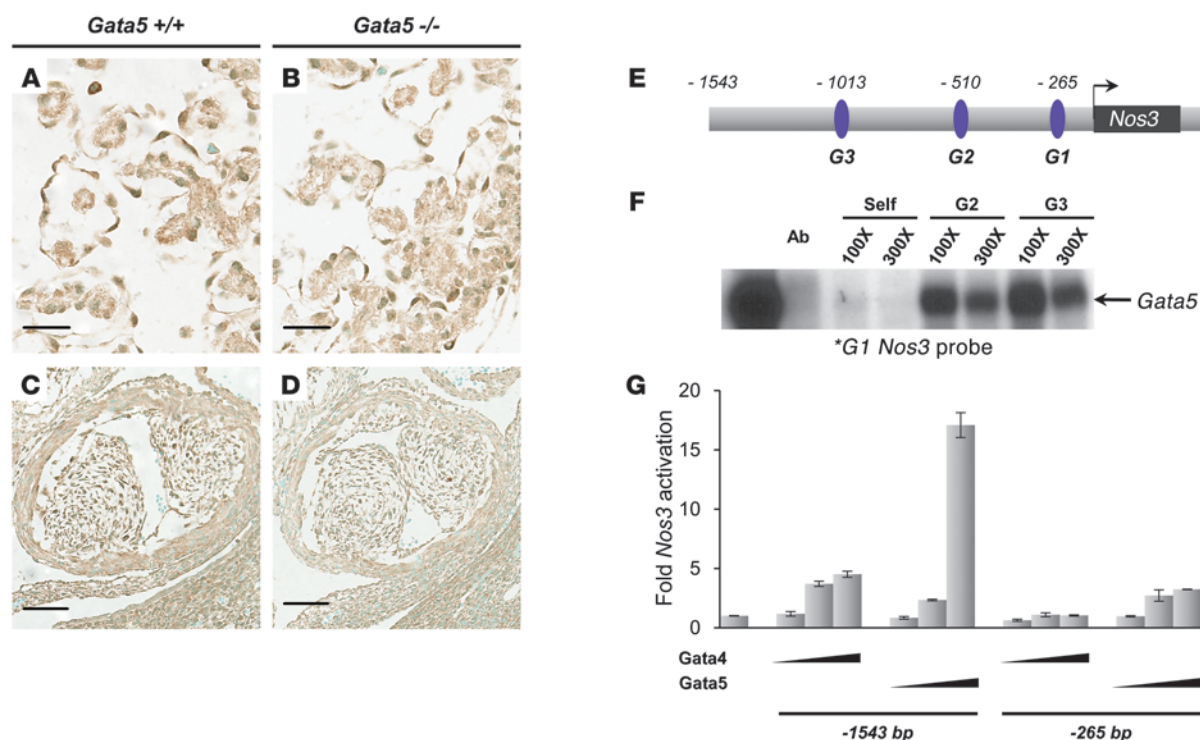 Gata5 +/+ Gata5 -/-
A B
C D
E
- 1543 - 1013 - 510 - 265
Nos3
G3 G2 G1
F
Self G2 G3
Ab 100X 300X 100X 300X 100X 300X
Gata5
*G1 Nos3 probe
G
Fold Nos3 activation
20
15
10
5
0
Gata4
Gata5
-1543 bp -265 bp